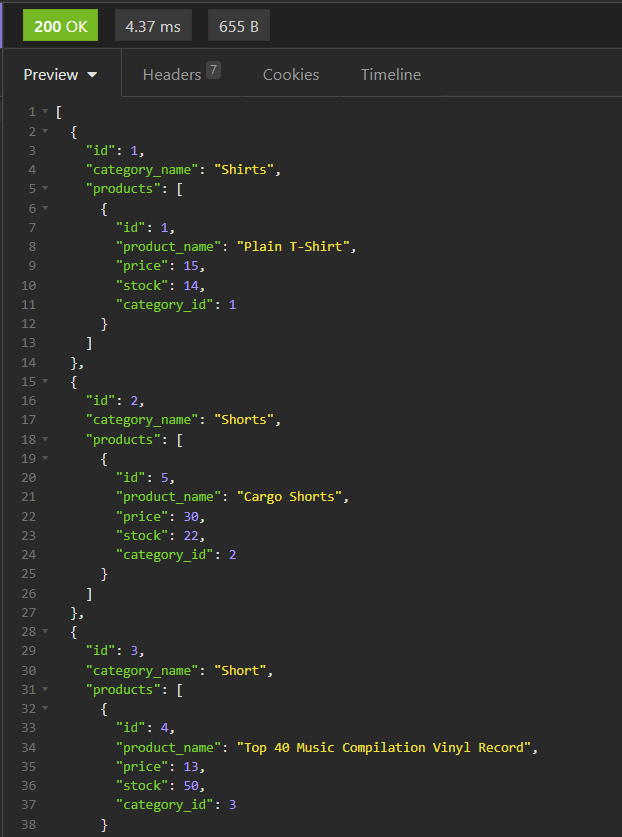 200 OK 4.37 ms 655 B
Preview Headers 7 Cookies Timeline
1 [
2 {
3 "id": 1,
4 "category_name": "Shirts",
5 "products": [
6 {
7 "id": 1,
8 "product_name": "Plain T-Shirt",
9 "price": 15,
10 "stock": 14,
11 "category_id": 1
12 }
13 ]
14 },
15 {
16 "id": 2,
17 "category_name": "Shorts",
18 "products": [
19 {
20 "id": 5,
21 "product_name": "Cargo Shorts",
22 "price": 30,
23 "stock": 22,
24 "category_id": 2
25 }
26 ]
27 },
28 {
29 "id": 3,
30 "category_name": "Short",
31 "products": [
32 {
33 "id": 4,
34 "product_name": "Top 40 Music Compilation Vinyl Record",
35 "price": 13,
36 "stock": 50,
37 "category_id": 3
38 }